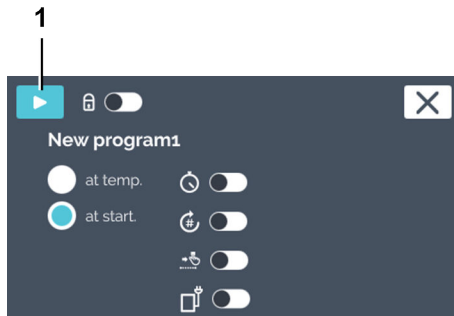 1
New program1
at temp.
at start.
#